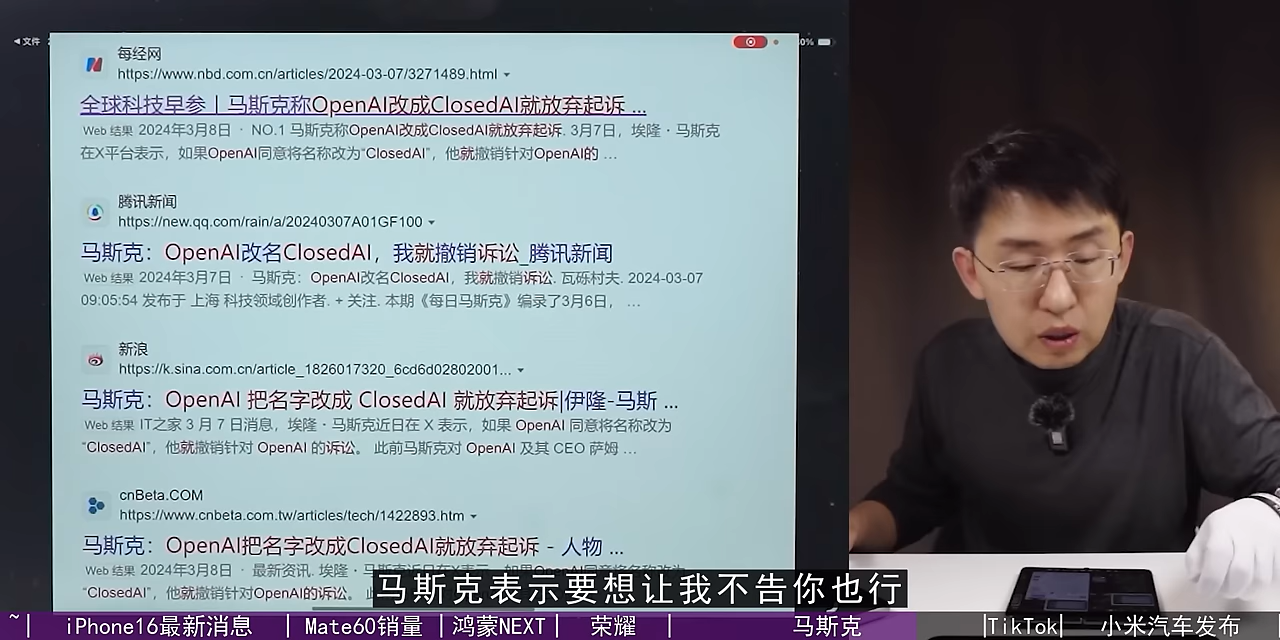 ◀文件
0%
每经网
https://www.nbd.com.cn/articles/2024-03-07/3271489.html
全球科技早参丨马斯克称OpenAI改成ClosedAI就放弃起诉 ...
Web 结果 2024年3月8日 · NO.1 马斯克称OpenAI改成ClosedAI就放弃起诉. 3月7日，埃隆·马斯克
在X平台表示，如果OpenAI同意将名称改为“ClosedAI”，他就撤销针对OpenAI的 …
腾讯新闻
https://new.qq.com/rain/a/20240307A01GF100
马斯克：OpenAI改名ClosedAI，我就撤销诉讼_腾讯新闻
Web 结果 2024年3月7日 · 马斯克：OpenAI改名ClosedAI，我就撤销诉讼. 瓦砾村夫. 2024-03-07
09:05:54 发布于 上海 科技领域创作者. + 关注. 本期《每日马斯克》编录了3月6日， …
新浪
https://k.sina.com.cn/article_1826017320_6cd6d02802001...
马斯克：OpenAI 把名字改成 ClosedAI 就放弃起诉|伊隆-马斯 ...
Web 结果 IT之家 3 月 7 日消息，埃隆·马斯克近日在 X 表示，如果 OpenAI 同意将名称改为
“ClosedAI”，他就撤销针对 OpenAI 的诉讼。 此前马斯克对 OpenAI 及其 CEO 萨姆 …
cnBeta.COM
https://www.cnbeta.com.tw/articles/tech/1422893.htm
马斯克：OpenAI把名字改成ClosedAI就放弃起诉 - 人物 ...
Web 结果 2024年3月8日 · 最新资讯. 埃隆·马斯克近日在X表示，如果OpenAI同意将名称改为
“ClosedAI”，他就撤销针对OpenAI的诉讼。
马斯克表示要想让我不告你也行
~| iPhone16最新消息 | Mate60销量 |鸿蒙NEXT| 荣耀 | 马斯克 |TikTok| 小米汽车发布